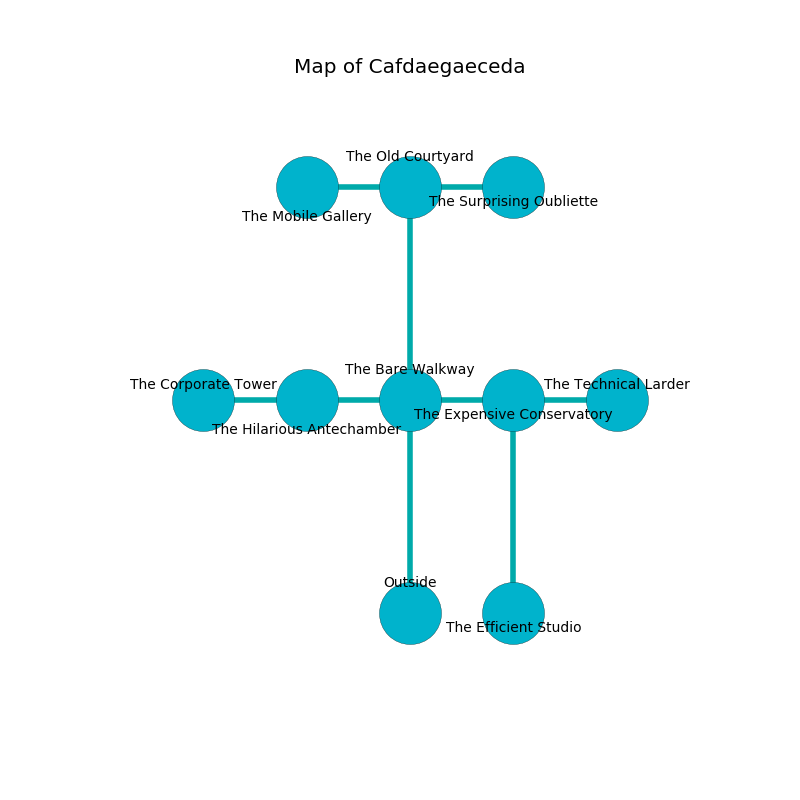 Map of Cafdaegaeceda
The Old Courtyard
The Surprising Oubliette
The Mobile Gallery
The Bare Walkway
The Corporate Tower
The Technical Larder
The Expensive Conservatory
The Hilarious Antechamber
Outside
The Efficient Studio